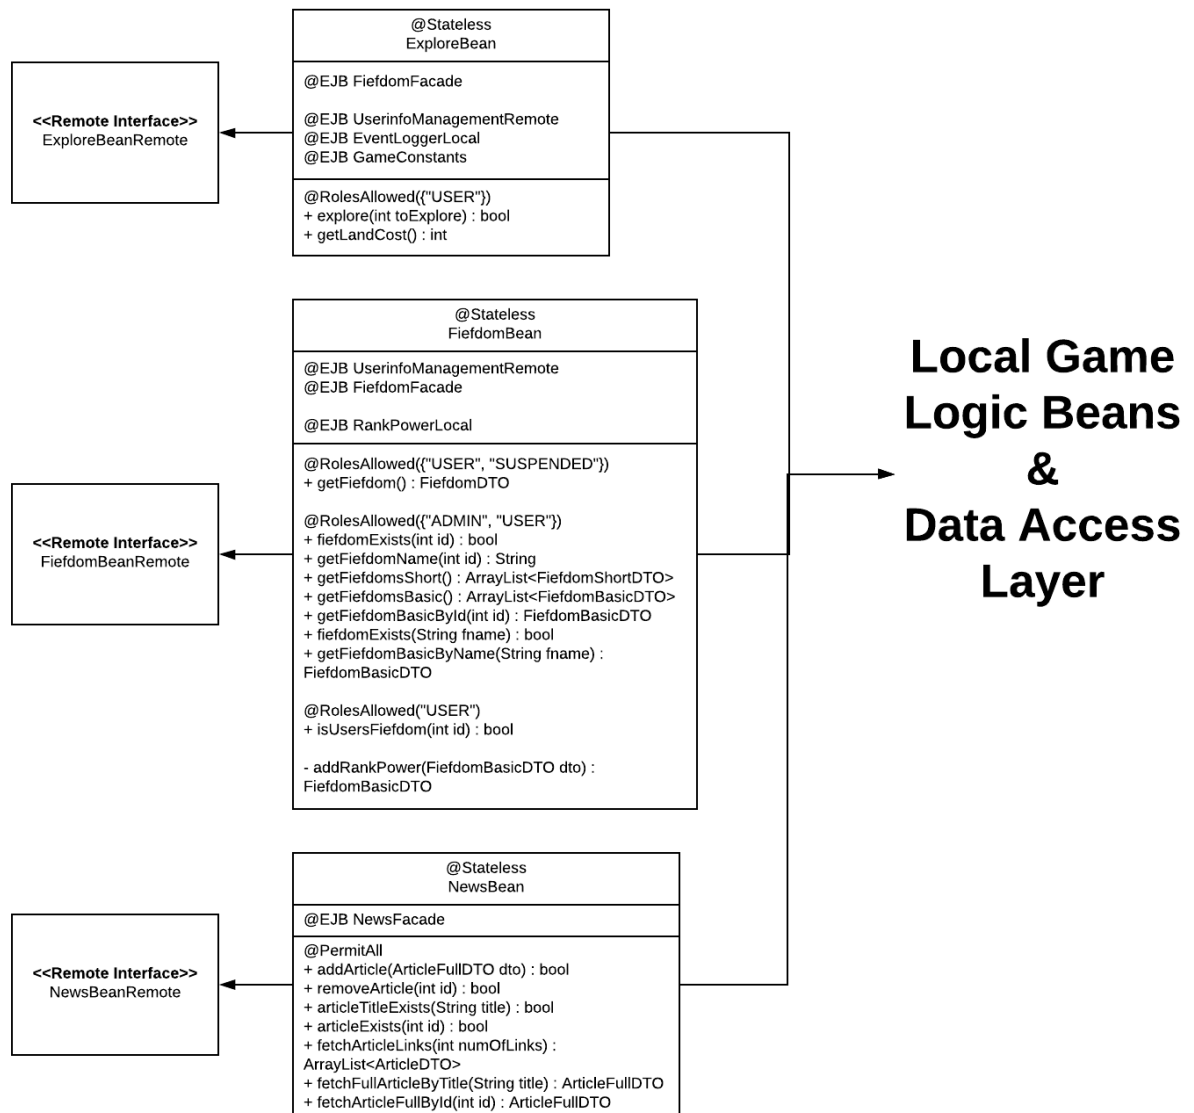 @Stateless
ExploreBean
@EJB FiefdomFacade
@EJB UserinfoManagementRemote
@EJB EventLoggerLocal
@EJB GameConstants
@RolesAllowed({"USER"})
+ explore(int toExplore) : bool
+ getLandCost() : int
<<Remote Interface>>
ExploreBeanRemote
@Stateless
FiefdomBean
@EJB UserinfoManagementRemote
@EJB FiefdomFacade
@EJB RankPowerLocal
@RolesAllowed({"USER", "SUSPENDED"})
+ getFiefdom() : FiefdomDTO
@RolesAllowed({"ADMIN", "USER"})
+ fiefdomExists(int id) : bool
+ getFiefdomName(int id) : String
+ getFiefdomsShort() : ArrayList<FiefdomShortDTO>
+ getFiefdomsBasic() : ArrayList<FiefdomBasicDTO>
+ getFiefdomBasicById(int id) : FiefdomBasicDTO
+ fiefdomExists(String fname) : bool
+ getFiefdomBasicByName(String fname) :
FiefdomBasicDTO
@RolesAllowed("USER")
+ isUsersFiefdom(int id) : bool
- addRankPower(FiefdomBasicDTO dto) :
FiefdomBasicDTO
<<Remote Interface>>
FiefdomBeanRemote
Local Game
Logic Beans
&
Data Access
Layer
@Stateless
NewsBean
@EJB NewsFacade
@PermitAll
+ addArticle(ArticleFullDTO dto) : bool
+ removeArticle(int id) : bool
+ articleTitleExists(String title) : bool
+ articleExists(int id) : bool
+ fetchArticleLinks(int numOfLinks) :
ArrayList<ArticleDTO>
+ fetchFullArticleByTitle(String title) : ArticleFullDTO
+ fetchArticleFullById(int id) : ArticleFullDTO
<<Remote Interface>>
NewsBeanRemote